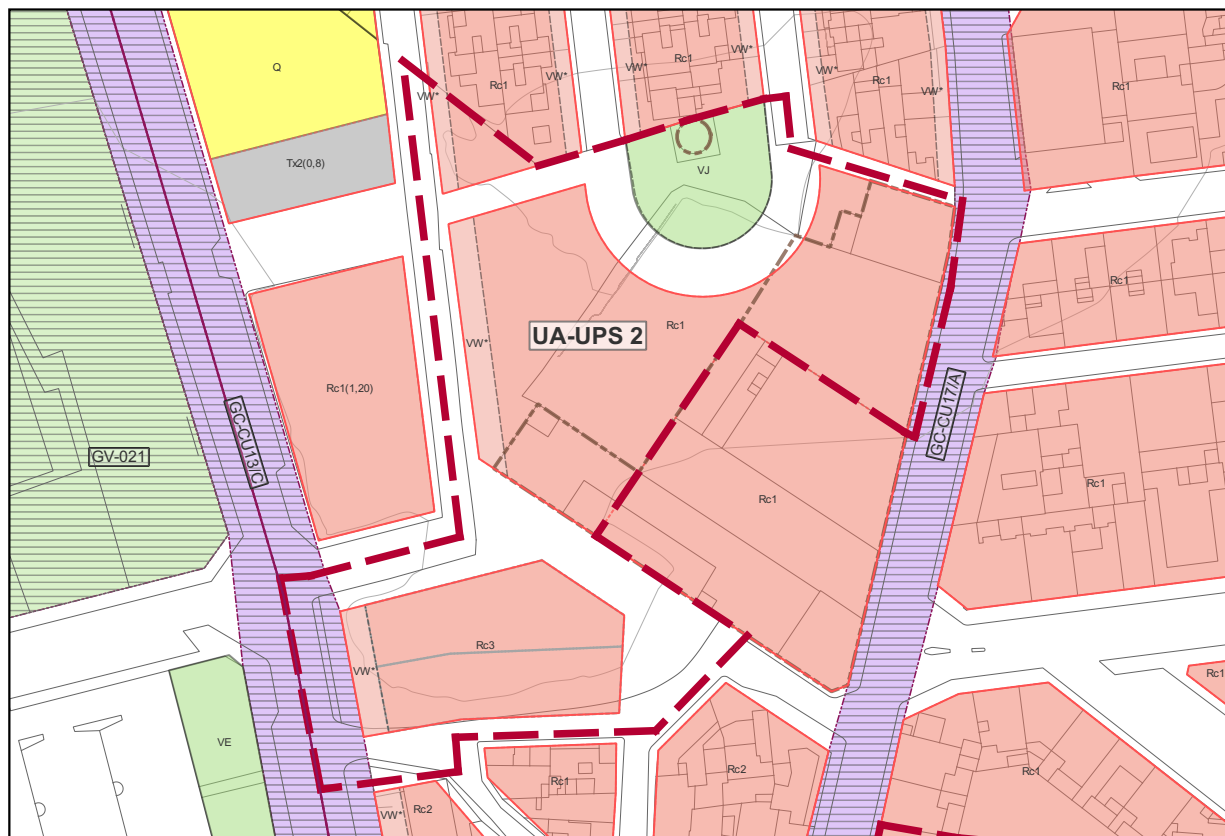 Q
Rc1
VW*
VW*
Rc1
VW*
VW*
VW*
Rc1
VW*
Rc1
Tx2(0,8)
VJ
Rc1
UA-UPS 2
Rc1
VW*
Rc1(1,20)
GC-CU13/C
GC-CU17/A
GV-021
Rc1
Rc1
Rc3
VW*
Rc1
VE
Rc1
Rc2
Rc1
VW*
Rc2